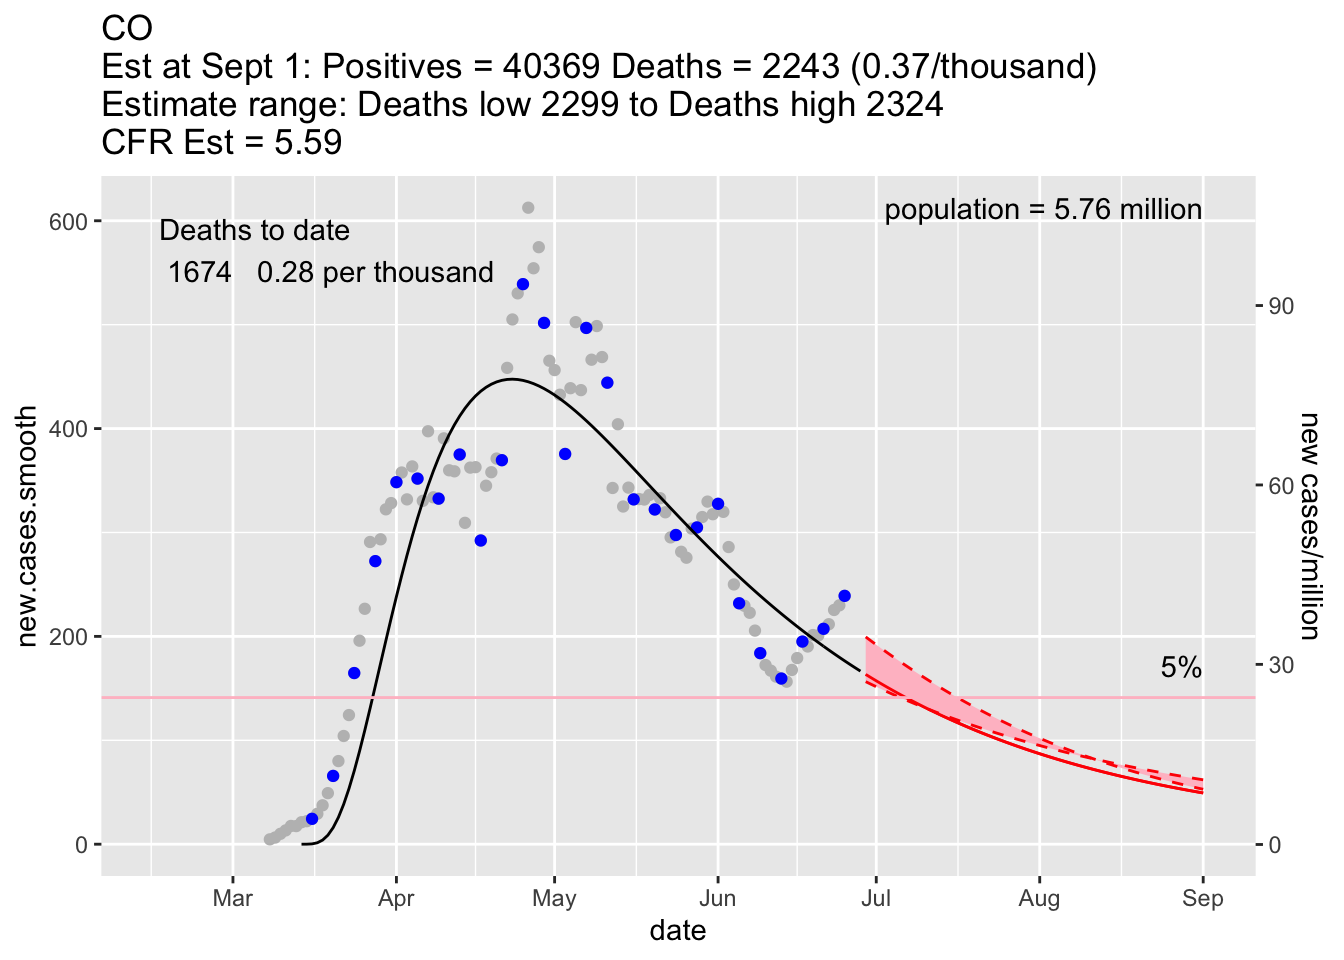 CO
Est at Sept 1: Positives = 40369 Deaths = 2243 (0.37/thousand)
Estimate range: Deaths low 2299 to Deaths high 2324
CFR Est = 5.59
population = 5.76 million
Deaths to date
1674 0.28 per thousand
600
400
200
0
new.cases.smooth
90
60
30
0
new cases/million
5%
Mar Apr May Jun Jul Aug Sep
date